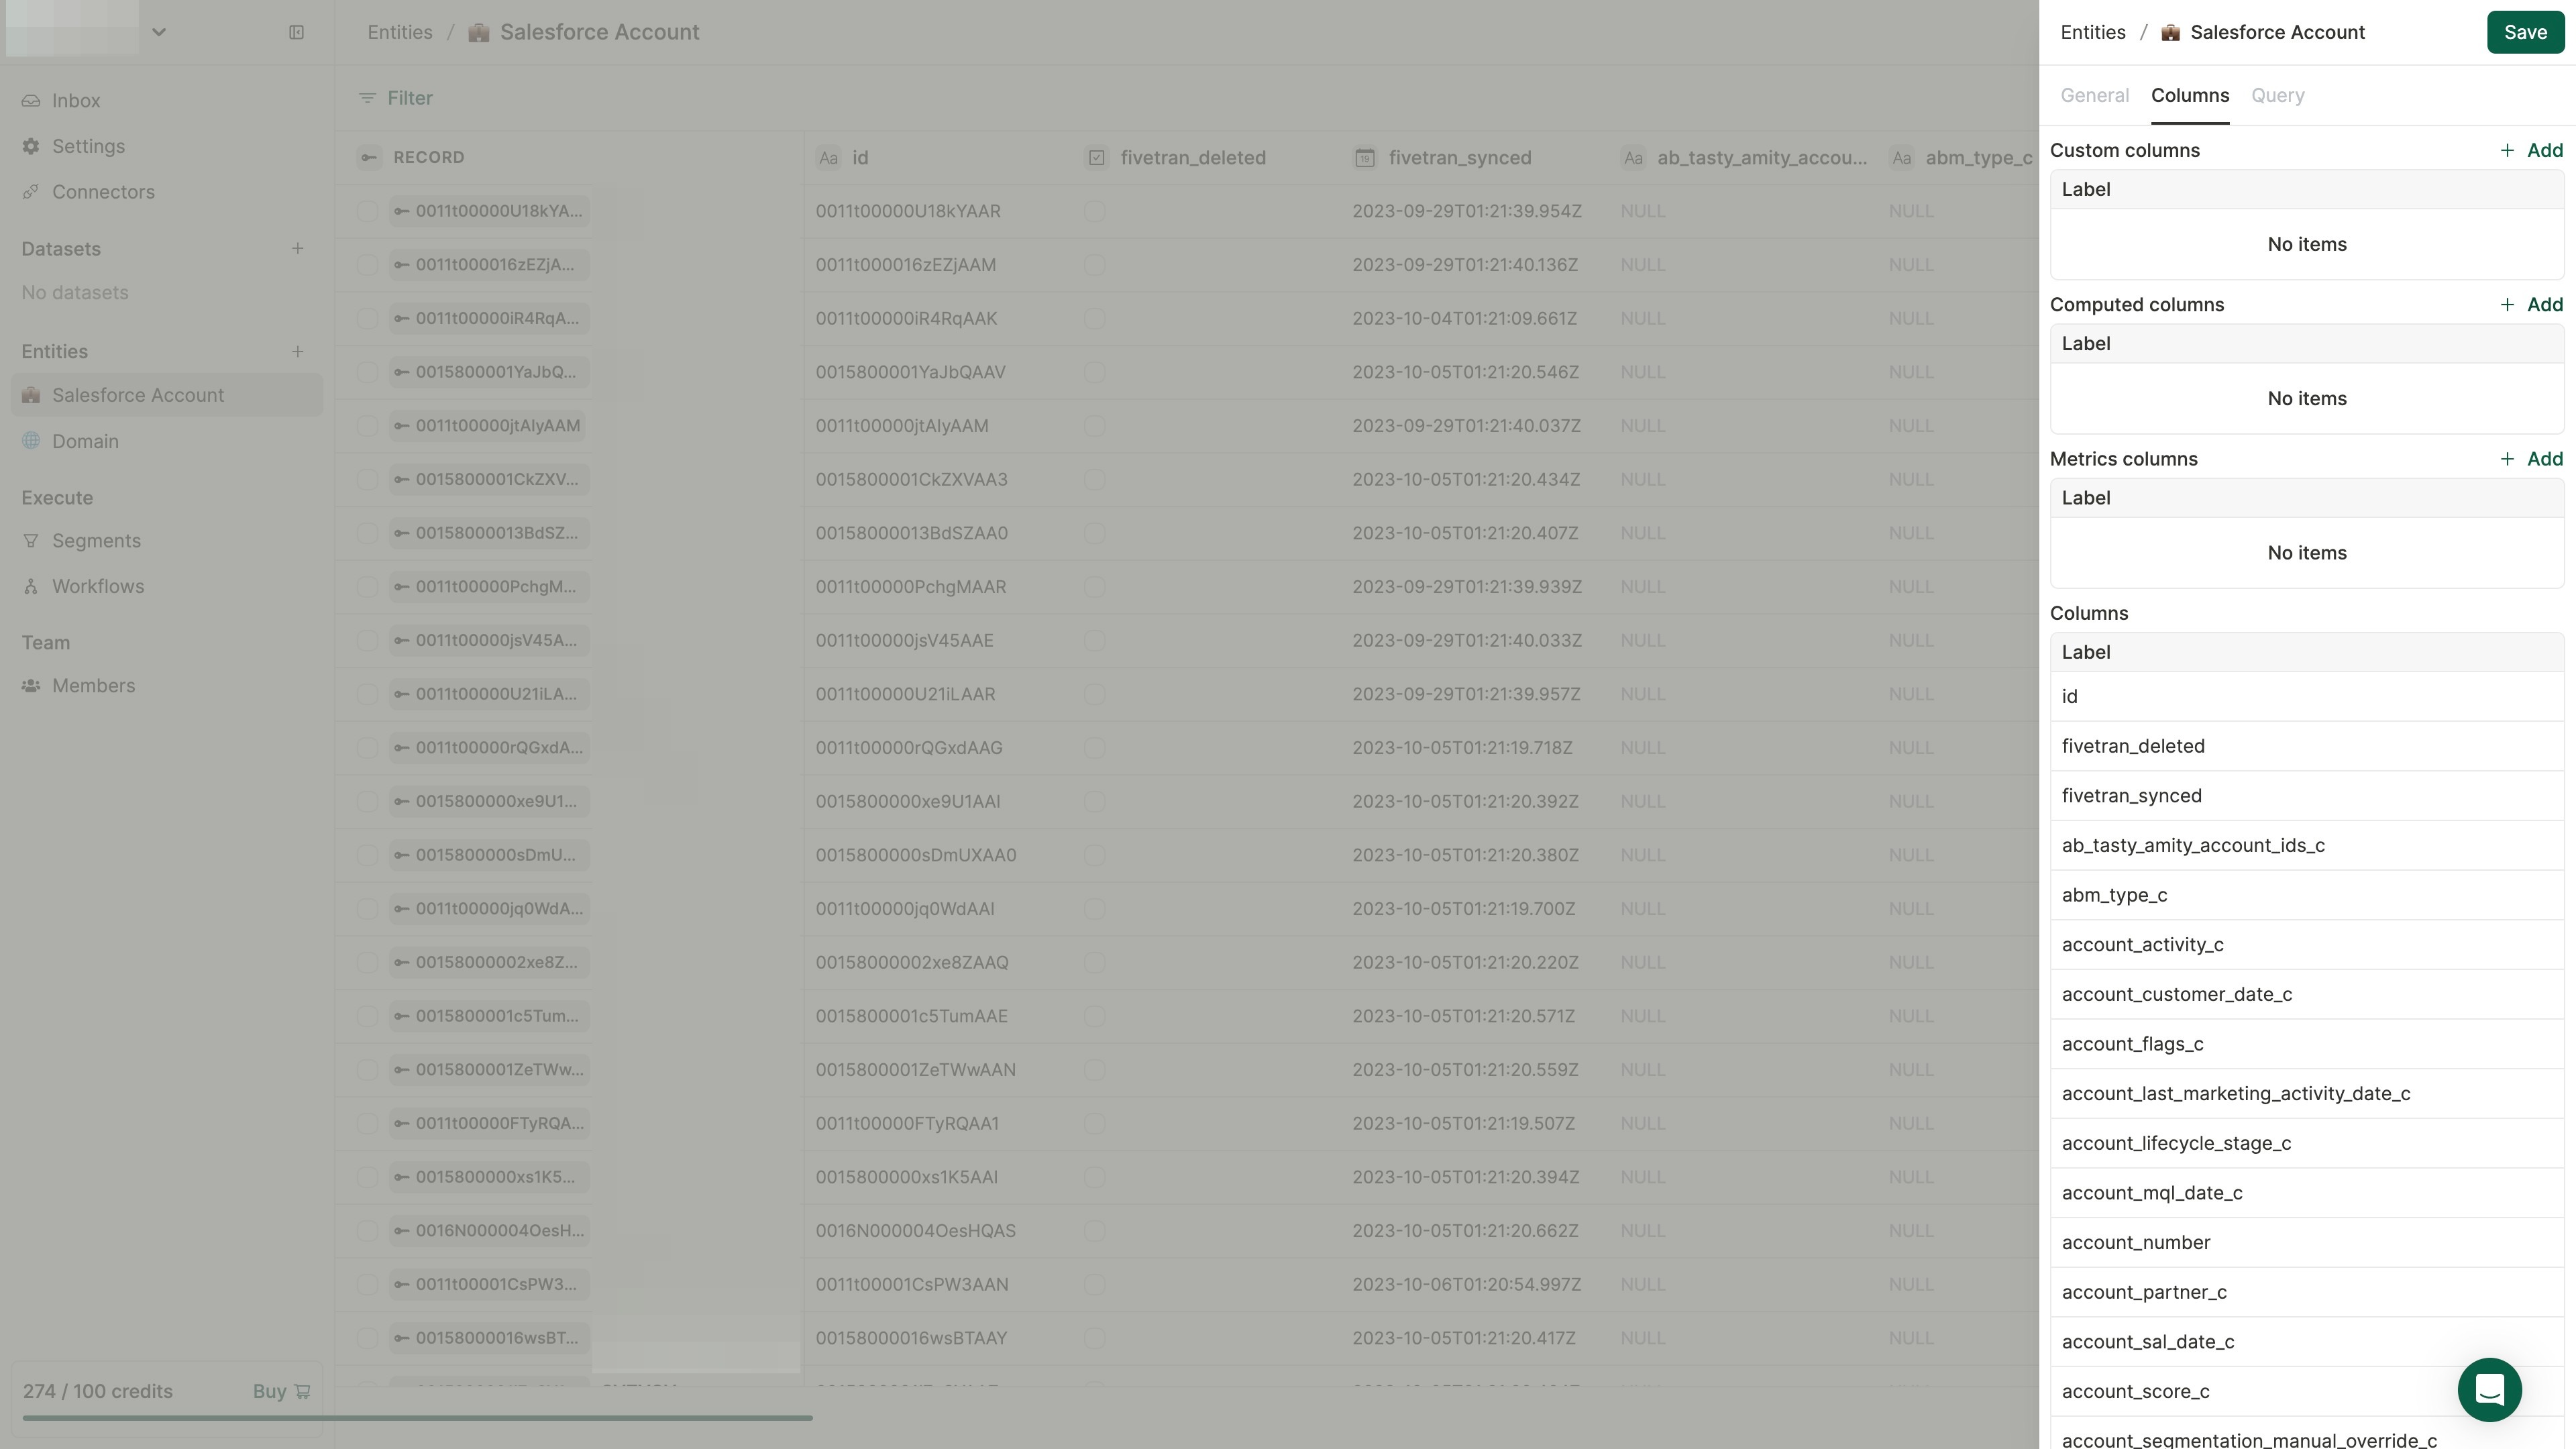 Inbox
Settings
Connectors
Datasets
No datasets
Entities
Salesforce Account
Domain
Execute
Segments
Workflows
Team
Members
274 / 100 credits Buy
Entities / Salesforce Account
Filter
RECORD id fivetran_deleted fivetran_synced ab_tasty_amity_accou... abm_type_c
0011t00000U18kYA... 0011t00000U18kYAAR 2023-09-29T01:21:39.954Z NULL NULL
0011t000016zEZjA... 0011t000016zEZjAAM 2023-09-29T01:21:40.136Z NULL NULL
0011t00000iR4RqA... 0011t00000iR4RqAAK 2023-10-04T01:21:09.661Z NULL NULL
0015800001YaJbQ... 0015800001YaJbQAAV 2023-10-05T01:21:20.546Z NULL NULL
0011t00000jtAlyAAM 0011t00000jtAlyAAM 2023-09-29T01:21:40.037Z NULL NULL
0015800001CkZXV... 0015800001CkZXVAA3 2023-10-05T01:21:20.434Z NULL NULL
00158000013BdSZ... 00158000013BdSZAA0 2023-10-05T01:21:20.407Z NULL NULL
0011t00000PchgM... 0011t00000PchgMAAR 2023-09-29T01:21:39.939Z NULL NULL
0011t00000jsV45A... 0011t00000jsV45AAE 2023-09-29T01:21:40.033Z NULL NULL
0011t00000U21iLA... 0011t00000U21iLAAR 2023-09-29T01:21:39.957Z NULL NULL
0011t00000rQGxdA... 0011t00000rQGxdAAG 2023-10-05T01:21:19.718Z NULL NULL
0015800000xe9U1... 0015800000xe9U1AAI 2023-10-05T01:21:20.392Z NULL NULL
0015800000sDmU... 0015800000sDmUXAA0 2023-10-05T01:21:20.380Z NULL NULL
0011t00000jq0WdA... 0011t00000jq0WdAAI 2023-10-05T01:21:19.700Z NULL NULL
00158000002xe8Z... 00158000002xe8ZAAQ 2023-10-05T01:21:20.220Z NULL NULL
0015800001c5Tum... 0015800001c5TumAAE 2023-10-05T01:21:20.571Z NULL NULL
0015800001ZeTWw... 0015800001ZeTWwAAN 2023-10-05T01:21:20.559Z NULL NULL
0011t00000FTyRQA... 0011t00000FTyRQAA1 2023-10-05T01:21:19.507Z NULL NULL
0015800000xs1K5... 0015800000xs1K5AAI 2023-10-05T01:21:20.394Z NULL NULL
0016N000004OesH... 0016N000004OesHQAS 2023-10-05T01:21:20.662Z NULL NULL
0011t00001CsPW3... 0011t00001CsPW3AAN 2023-10-06T01:20:54.997Z NULL NULL
00158000016wsBT... 00158000016wsBTAAY 2023-10-05T01:21:20.417Z NULL NULL
Entities / Salesforce Account Save
General Columns Query
Custom columns + Add
Label
No items
Computed columns + Add
Label
No items
Metrics columns + Add
Label
No items
Columns
Label
id
fivetran_deleted
fivetran_synced
ab_tasty_amity_account_ids_c
abm_type_c
account_activity_c
account_customer_date_c
account_flags_c
account_last_marketing_activity_date_c
account_lifecycle_stage_c
account_mql_date_c
account_number
account_partner_c
account_sal_date_c
account_score_c
account_segmentation_manual_override_c